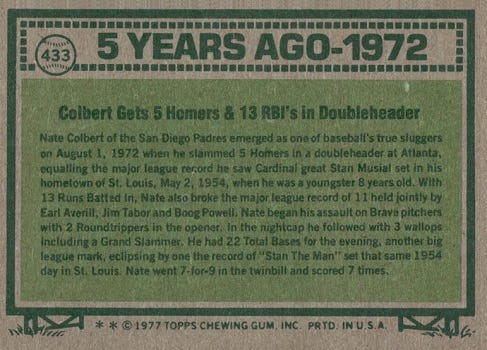 433
5 YEARS AGO-1972
Colbert Gets 5 Homers & 13 RBI's in Doubleheader
Nate Colbert of the San Diego Padres emerged as one of baseball's true sluggers
on August 1, 1972 when he slammed 5 Homers in a doubleheader at Atlanta,
equalling the major league record he saw Cardinal great Stan Musial set in his
hometown of St. Louis, May 2, 1954, when he was a youngster 8 years old. With
13 Runs Batted In, Nate also broke the major league record of 11 held jointly by
Earl Averill, Jim Tabor and Boog Powell. Nate began his assault on Brave pitchers
with 2 Roundtrippers in the opener. In the nightcap he followed with 3 wallops
including a Grand Slammer. He had 22 Total Bases for the evening, another big
league mark, eclipsing by one the record of "Stan The Man" set that same 1954
day in St. Louis. Nate went 7-for-9 in the twinbill and scored 7 times.
* * © 1977 TOPPS CHEWING GUM, INC. PRTD. IN U.S.A.